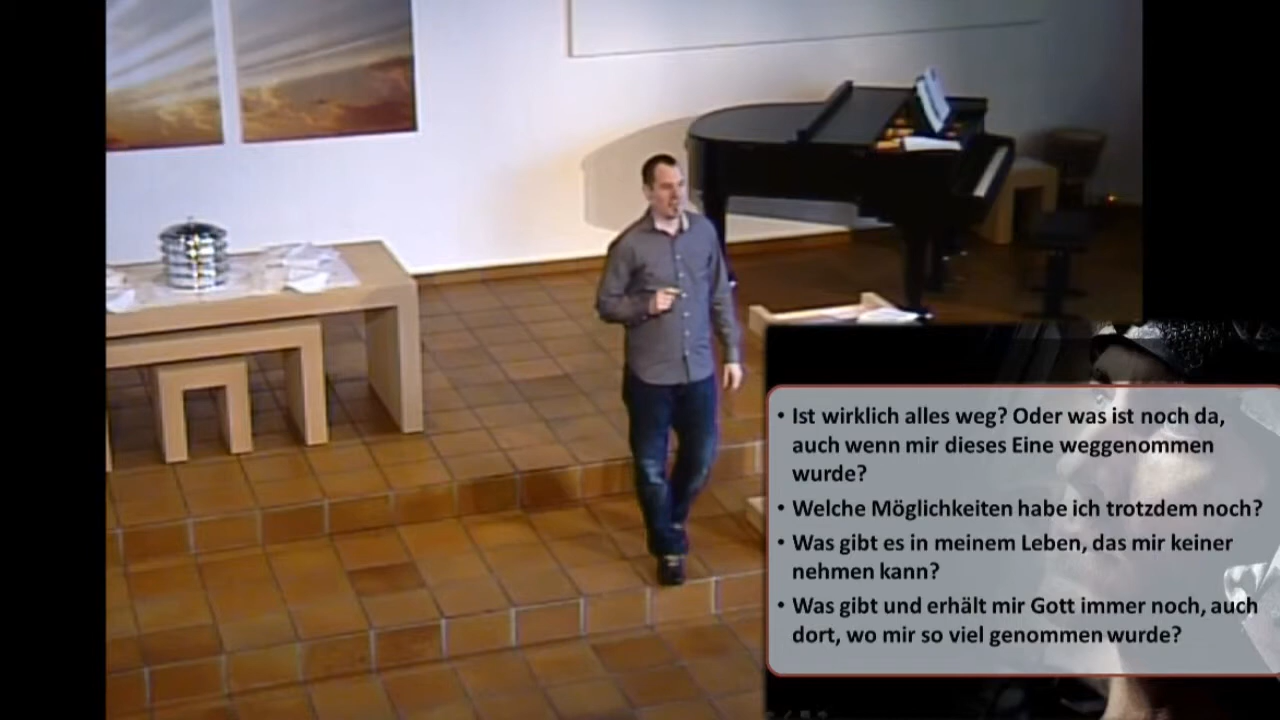 • Ist wirklich alles weg? Oder was ist noch da,
auch wenn mir dieses Eine weggenommen
wurde?
• Welche Möglichkeiten habe ich trotzdem noch?
• Was gibt es in meinem Leben, das mir keiner
nehmen kann?
• Was gibt und erhält mir Gott immer noch, auch
dort, wo mir so viel genommen wurde?